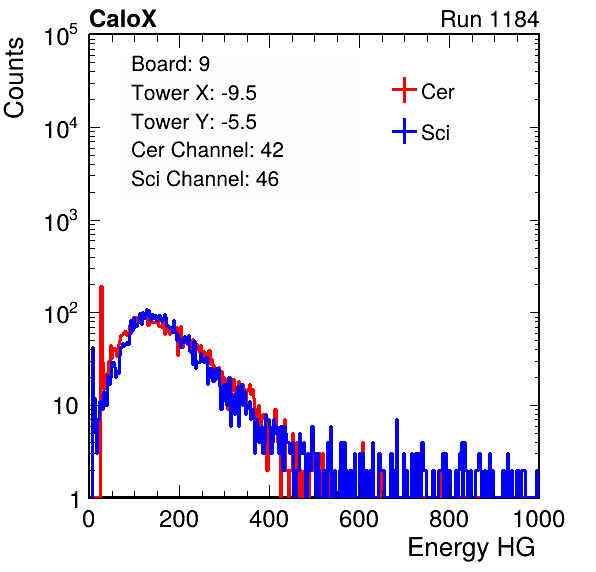 CaloX Run 1184
Counts
10^5
10^4
10^3
10^2
10
1
Board: 9
Tower X: -9.5
Tower Y: -5.5
Cer Channel: 42
Sci Channel: 46
Cer
Sci
0 200 400 600 800 1000
Energy HG